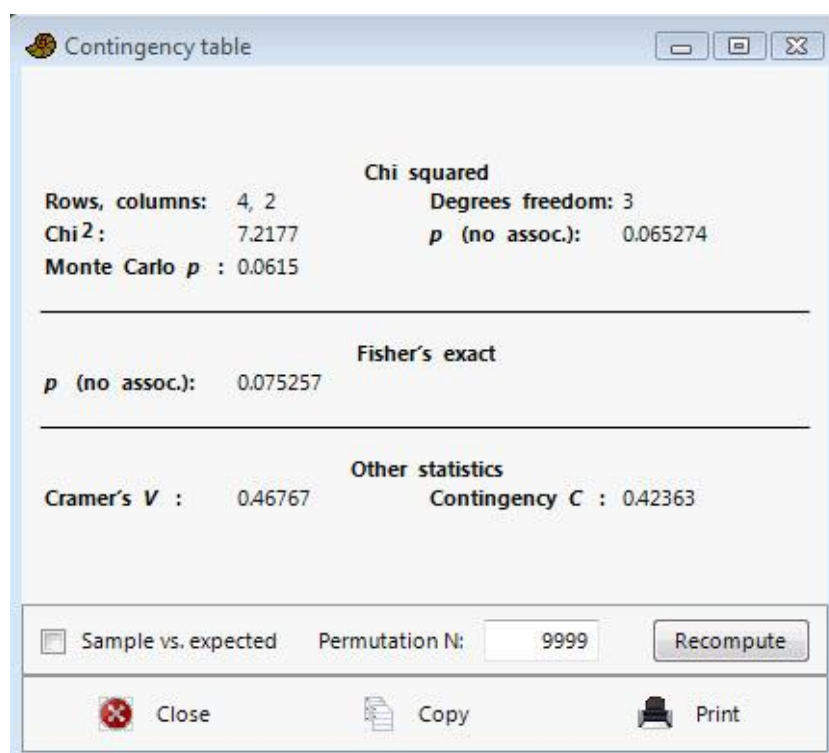 Contingency table
Chi squared
Rows, columns: 4, 2 Degrees freedom: 3
Chi2: 7.2177 p (no assoc.): 0.065274
Monte Carlo p : 0.0615
Fisher's exact
p (no assoc.): 0.075257
Other statistics
Cramer's V : 0.46767 Contingency C : 0.42363
Sample vs. expected Permutation N: 9999 Recompute
Close Copy Print